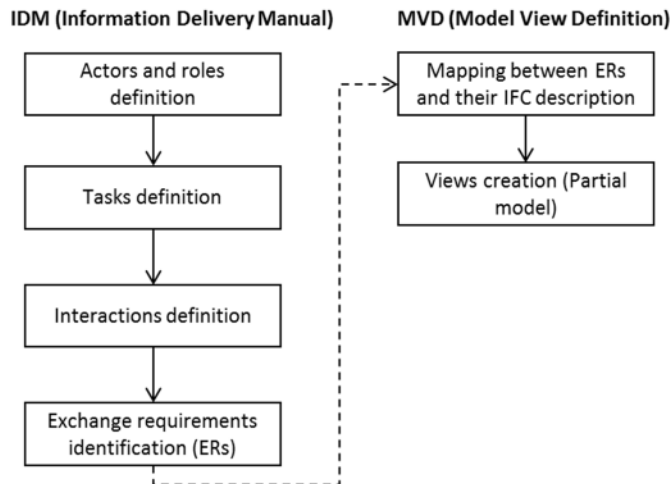 IDM (Information Delivery Manual)
Actors and roles
definition
Tasks definition
Interactions definition
Exchange requirements
identification (ERs)
MVD (Model View Definition)
Mapping between ERs
and their IFC description
Views creation (Partial
model)